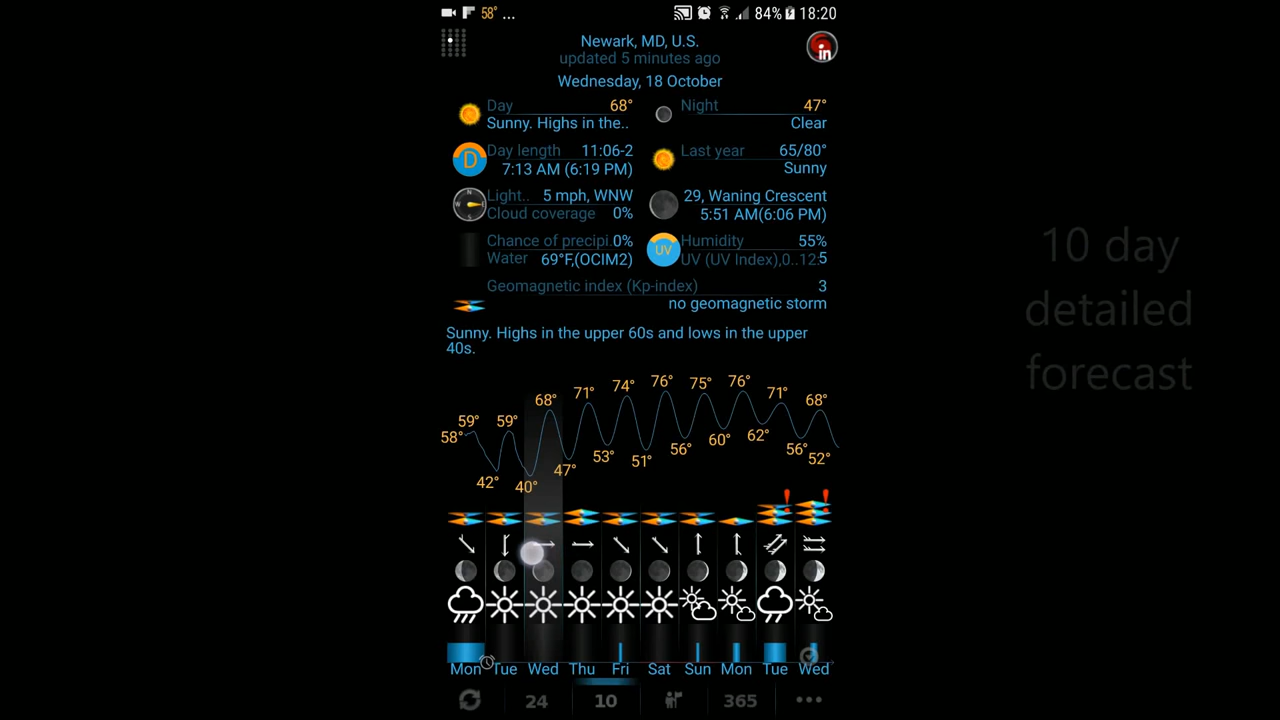 58° ...
84% 18:20
Newark, MD, U.S.
updated 5 minutes ago
in
Wednesday, 18 October
Day 68°
Sunny. Highs in the..
Night 47°
Clear
D
Day length 11:06-2
7:13 AM (6:19 PM)
Last year 65/80°
Sunny
N
W E
Light.. 5 mph, WNW
Cloud coverage 0%
29, Waning Crescent
5:51 AM(6:06 PM)
Chance of precipi.0%
Water 69°F,(OCIM2)
UV
Humidity 55%
UV (UV Index),0..12:5
Geomagnetic index (Kp-index) 3
no geomagnetic storm
Sunny. Highs in the upper 60s and lows in the upper
40s.
10 day
detailed
forecast
58° 59° 42° 59° 40° 68° 47° 71° 53° 74° 51° 76° 56° 75° 60° 76° 62° 71° 56° 68° 52°
! !
Mon Tue Wed Thu Fri Sat Sun Mon Tue Wed
24 10 365 •••